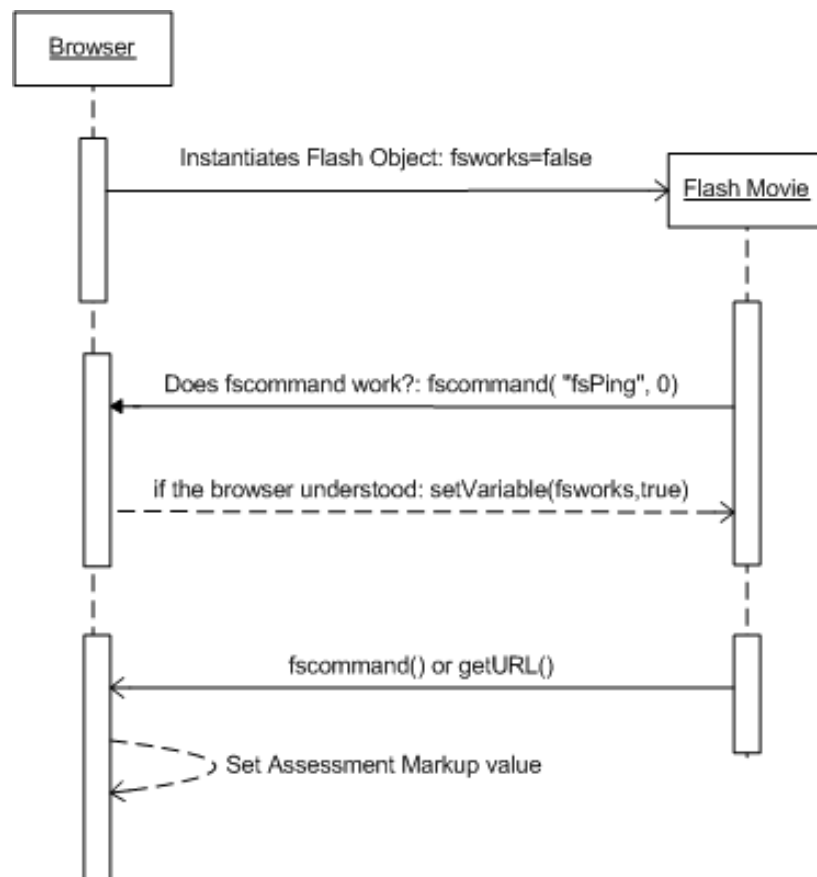 Browser
Instantiates Flash Object: fsworks=false
Flash Movie
Does fscommand work?: fscommand( "fsPing", 0)
if the browser understood: setVariable(fsworks,true)
fscommand() or getURL()
Set Assessment Markup value